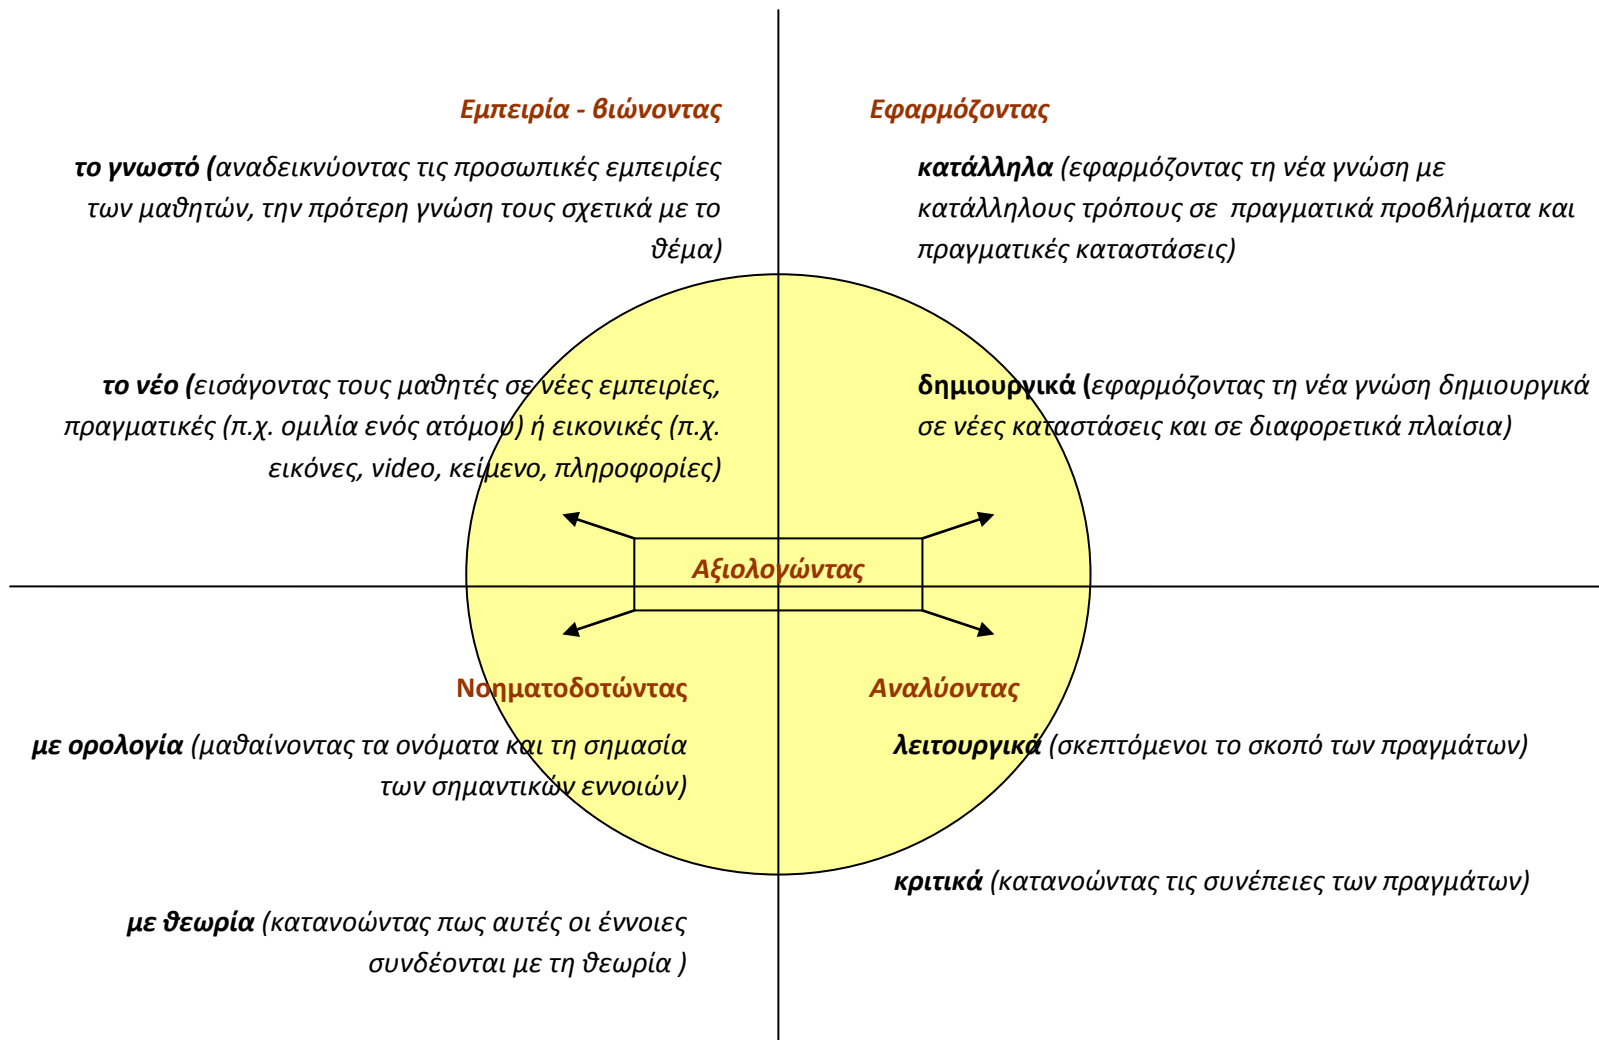 Εμπειρία - βιώνοντας
το γνωστό (αναδεικνύοντας τις προσωπικές εμπειρίες
των μαθητών, την πρότερη γνώση τους σχετικά με το
θέμα)
το νέο (εισάγοντας τους μαθητές σε νέες εμπειρίες,
πραγματικές (π.χ. ομιλία ενός ατόμου) ή εικονικές (π.χ.
εικόνες, video, κείμενο, πληροφορίες)
Εφαρμόζοντας
κατάλληλα (εφαρμόζοντας τη νέα γνώση με
κατάλληλους τρόπους σε πραγματικά προβλήματα και
πραγματικές καταστάσεις)
δημιουργικά (εφαρμόζοντας τη νέα γνώση δημιουργικά
σε νέες καταστάσεις και σε διαφορετικά πλαίσια)
Αξιολογώντας
Νοηματοδοτώντας
με ορολογία (μαθαίνοντας τα ονόματα και τη σημασία
των σημαντικών εννοιών)
με θεωρία (κατανοώντας πως αυτές οι έννοιες
συνδέονται με τη θεωρία )
Αναλύοντας
λειτουργικά (σκεπτόμενοι το σκοπό των πραγμάτων)
κριτικά (κατανοώντας τις συνέπειες των πραγμάτων)